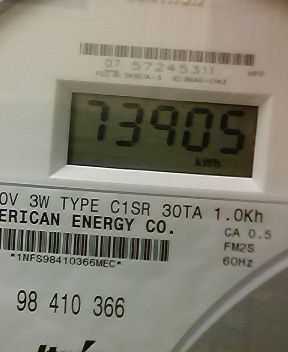 07 57245311
73905
kWh
0V 3W TYPE C1SR 30TA 1.0Kh
ERICAN ENERGY CO.
CA 0.5
FM2S
*1NFS98410366MEC*
60Hz
98 410 366